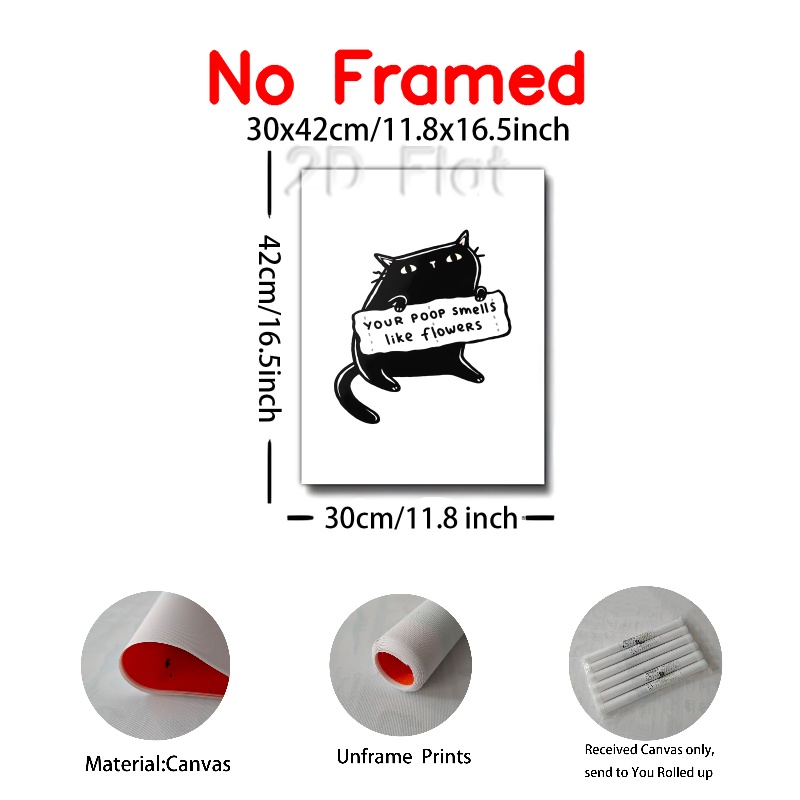 No Framed
30x42cm/11.8x16.5inch
2D Flat
42cm/16.5inch
YOUR POOP smells
like flowers
30cm/11.8 inch
Material:Canvas
Unframe Prints
Received Canvas only,
send to You Rolled up